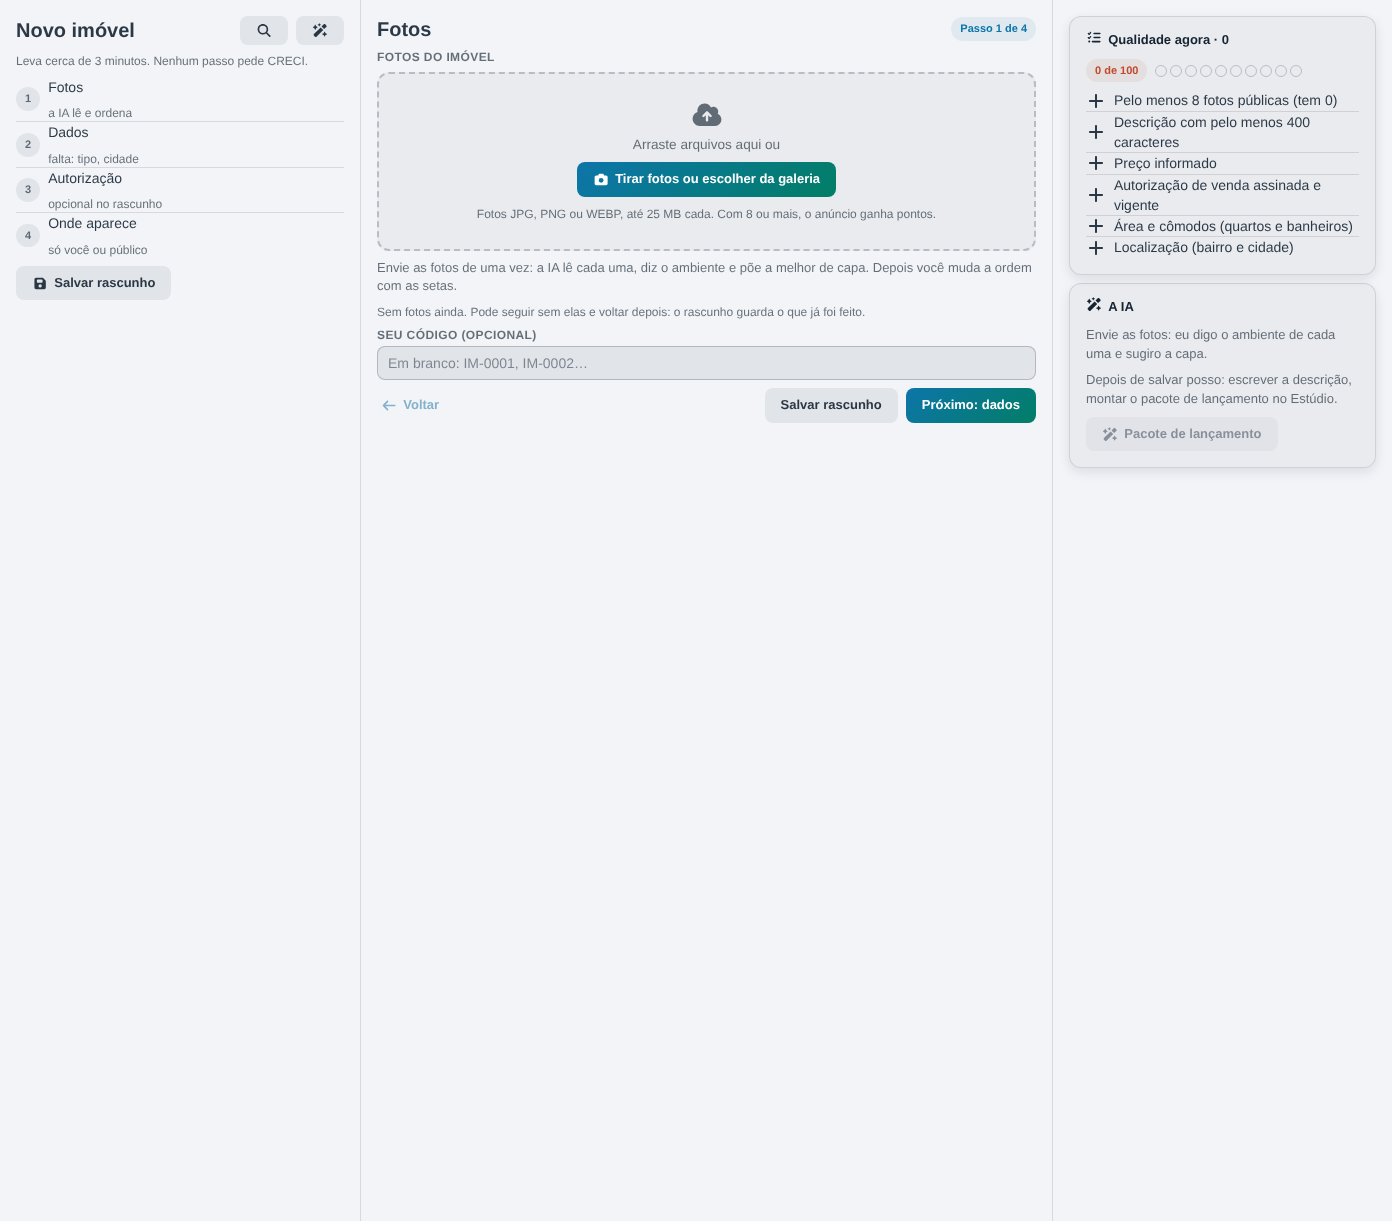 Novo imóvel
Leva cerca de 3 minutos. Nenhum passo pede CRECI.
1
Fotos
a IA lê e ordena
2
Dados
falta: tipo, cidade
3
Autorização
opcional no rascunho
4
Onde aparece
só você ou público
Salvar rascunho
Fotos
Passo 1 de 4
FOTOS DO IMÓVEL
Arraste arquivos aqui ou
Tirar fotos ou escolher da galeria
Fotos JPG, PNG ou WEBP, até 25 MB cada. Com 8 ou mais, o anúncio ganha pontos.
Envie as fotos de uma vez: a IA lê cada uma, diz o ambiente e põe a melhor de capa. Depois você muda a ordem
com as setas.
Sem fotos ainda. Pode seguir sem elas e voltar depois: o rascunho guarda o que já foi feito.
SEU CÓDIGO (OPCIONAL)
Em branco: IM-0001, IM-0002…
Voltar
Salvar rascunho
Próximo: dados
Qualidade agora · 0
0 de 100
Pelo menos 8 fotos públicas (tem 0)
Descrição com pelo menos 400
caracteres
Preço informado
Autorização de venda assinada e
vigente
Área e cômodos (quartos e banheiros)
Localização (bairro e cidade)
A IA
Envie as fotos: eu digo o ambiente de cada
uma e sugiro a capa.
Depois de salvar posso: escrever a descrição,
montar o pacote de lançamento no Estúdio.
Pacote de lançamento